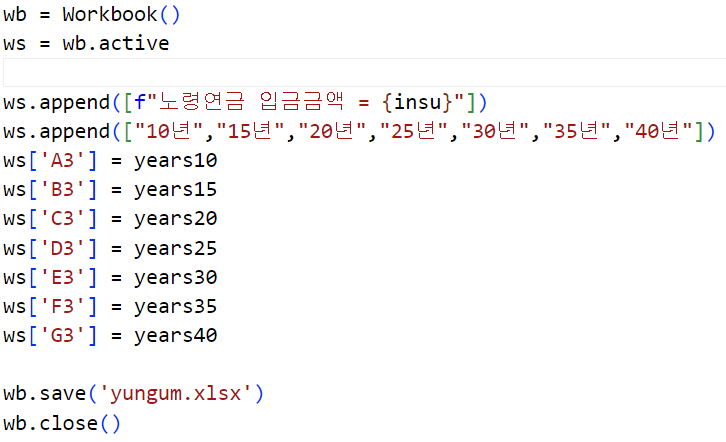 wb = Workbook()
ws = wb.active
ws.append([f"노령연금 입금금액 = {insu}"])
ws.append(["10년","15년","20년","25년","30년","35년","40년"])
ws['A3'] = years10
ws['B3'] = years15
ws['C3'] = years20
ws['D3'] = years25
ws['E3'] = years30
ws['F3'] = years35
ws['G3'] = years40
wb.save('yungum.xlsx')
wb.close()